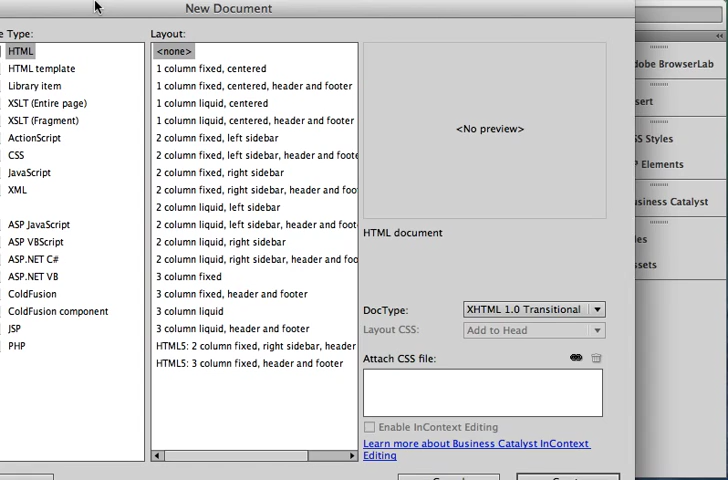 New Document
e Type:
Layout:
HTML
HTML template
Library item
XSLT (Entire page)
XSLT (Fragment)
ActionScript
CSS
JavaScript
XML
ASP JavaScript
ASP VBScript
ASP.NET C#
ASP.NET VB
ColdFusion
ColdFusion component
JSP
PHP
<none>
1 column fixed, centered
1 column fixed, centered, header and footer
1 column liquid, centered
1 column liquid, centered, header and footer
2 column fixed, left sidebar
2 column fixed, left sidebar, header and foote
2 column fixed, right sidebar
2 column fixed, right sidebar, header and foo
2 column liquid, left sidebar
2 column liquid, left sidebar, header and foot
2 column liquid, right sidebar
2 column liquid, right sidebar, header and fo
3 column fixed
3 column fixed, header and footer
3 column liquid
3 column liquid, header and footer
HTML5: 2 column fixed, right sidebar, header
HTML5: 3 column fixed, header and footer
<No preview>
HTML document
DocType:
XHTML 1.0 Transitional
Layout CSS:
Add to Head
Attach CSS file:
Enable InContext Editing
Learn more about Business Catalyst InContext
Editing
dobe BrowserLab
sert
SS Styles
P Elements
usiness Catalyst
les
ssets